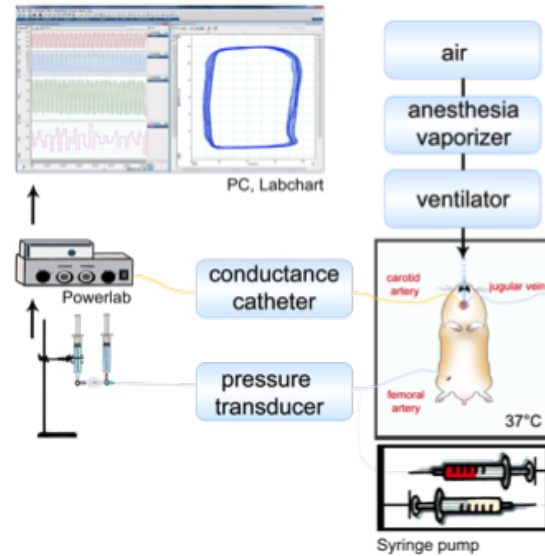 air
anesthesia
vaporizer
ventilator
PC, Labchart
conductance
catheter
Powerlab
carotid
artery
jugular vein
pressure
transducer
femoral
artery
37°C
Syringe pump